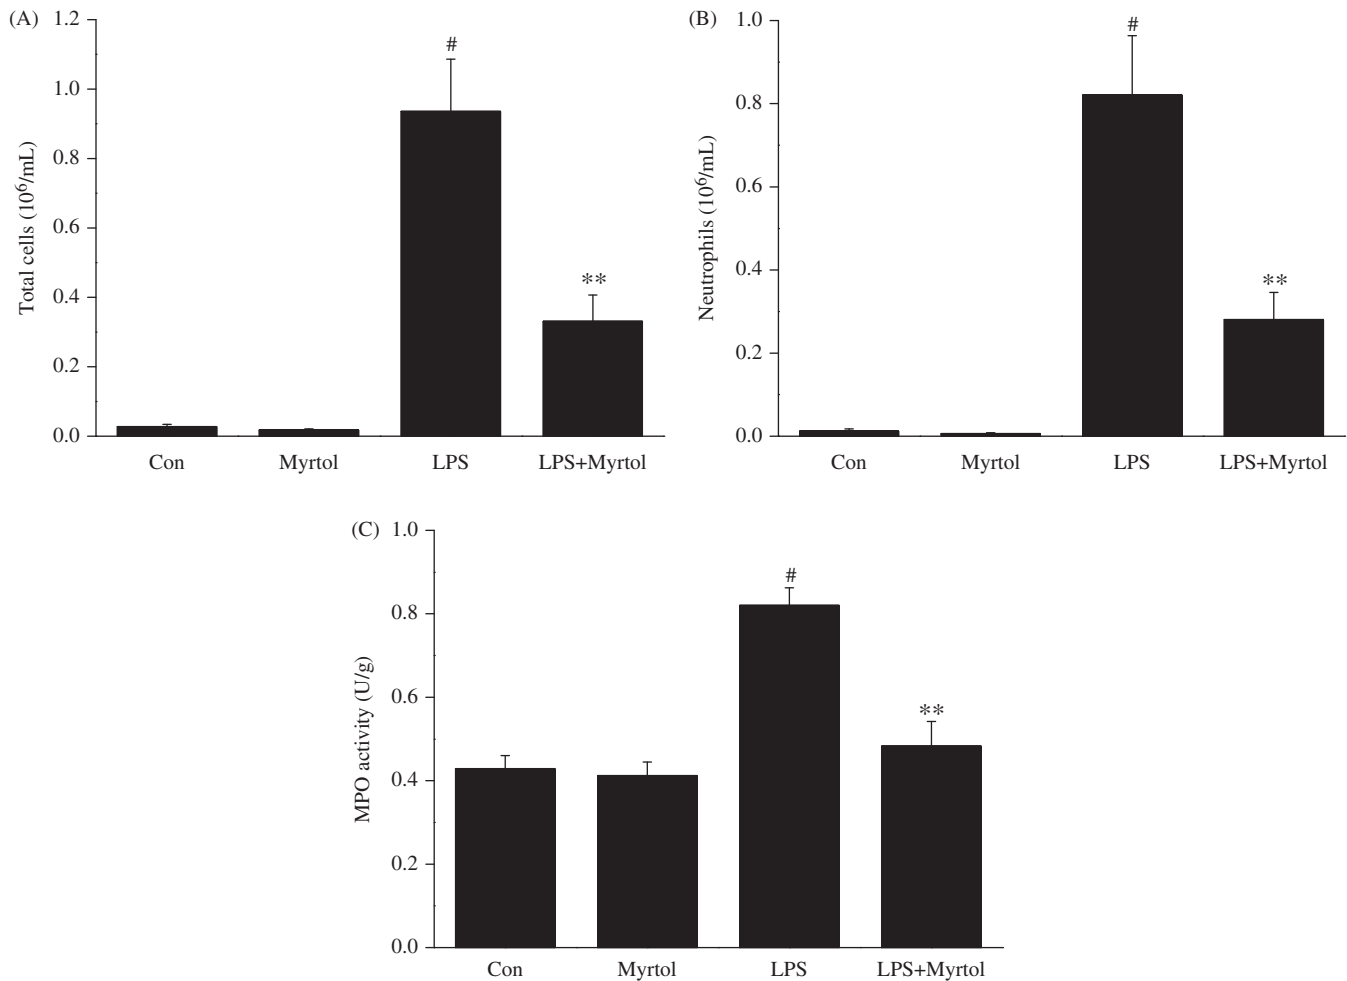 (A)
Total cells (10⁶/mL)
1.2
1.0
0.8
0.6
0.4
0.2
0.0
#
**
Con Myrtol LPS LPS+Myrtol
(B)
Neutrophils (10⁶/mL)
1.0
0.8
0.6
0.4
0.2
0.0
#
**
Con Myrtol LPS LPS+Myrtol
(C)
MPO activity (U/g)
1.0
0.8
0.6
0.4
0.2
0.0
#
**
Con Myrtol LPS LPS+Myrtol